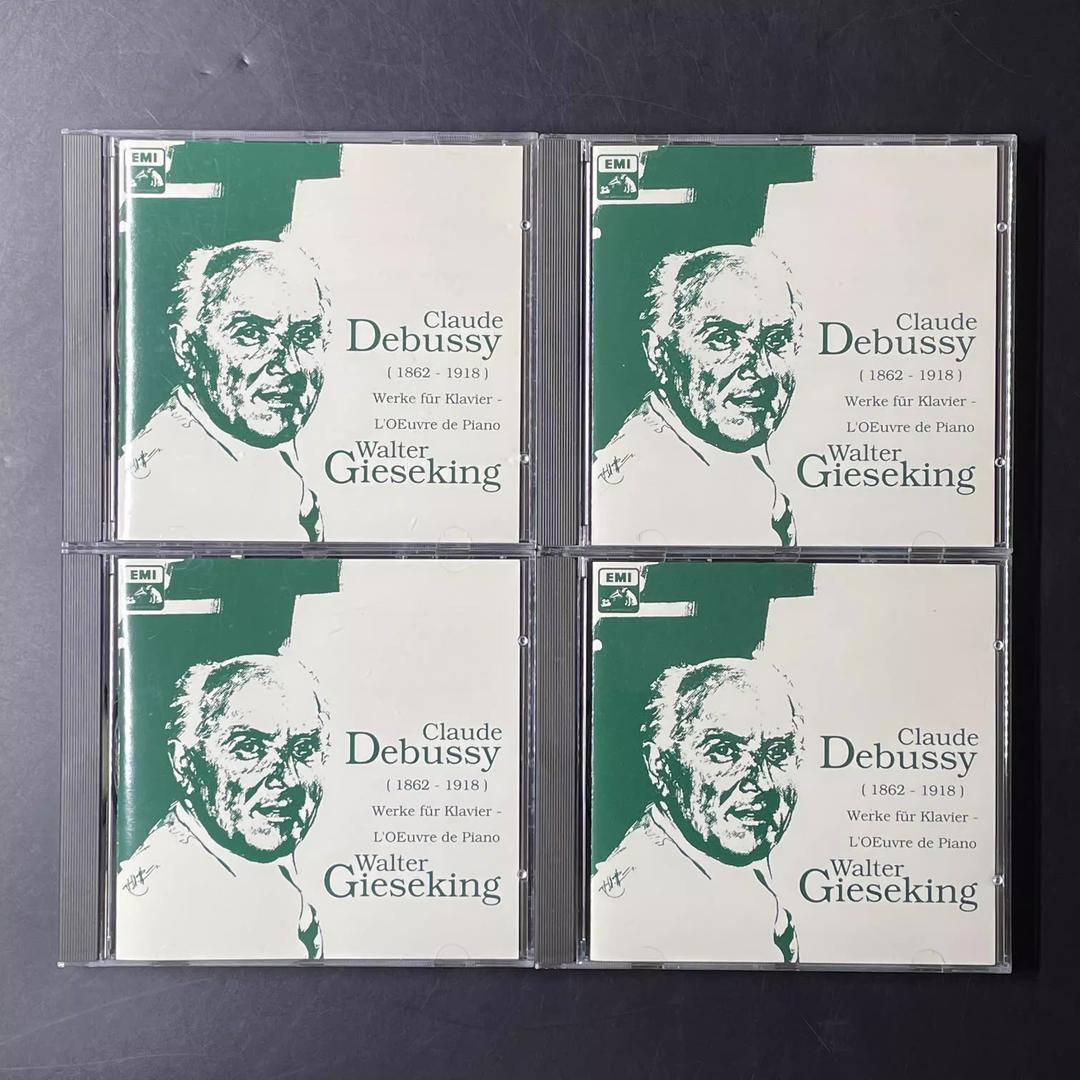 EMI
Claude
Debussy
( 1862 - 1918 )
Werke für Klavier -
L'OEuvre de Piano
Walter
Gieseking
EMI
Claude
Debussy
( 1862 - 1918 )
Werke für Klavier -
L'OEuvre de Piano
Walter
Gieseking
EMI
Claude
Debussy
( 1862 - 1918 )
Werke für Klavier -
L'OEuvre de Piano
Walter
Gieseking
EMI
Claude
Debussy
( 1862 - 1918 )
Werke für Klavier -
L'OEuvre de Piano
Walter
Gieseking